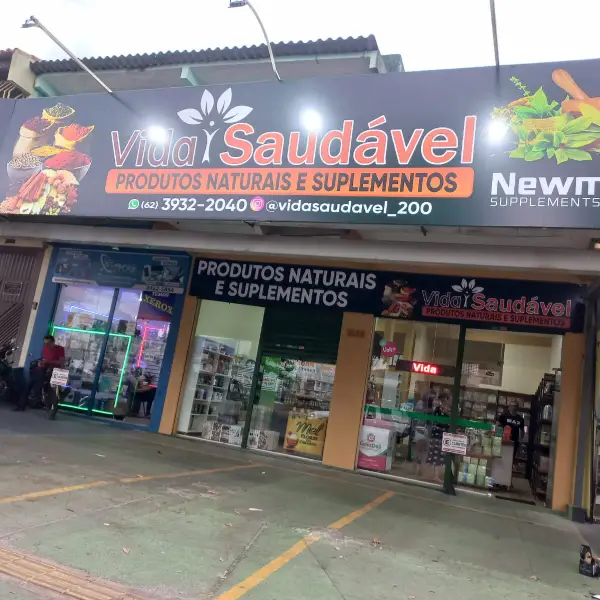 Vida Saudável
PRODUTOS NATURAIS E SUPLEMENTOS
(62) 3932-2040 @vidasaudavel_200
Newm
SUPPLEMENTS
XEROX
PRODUTOS NATURAIS
E SUPLEMENTOS
Vida Saudável
PRODUTOS NATURAIS E SUPLEMENTOS
Vida
Mel